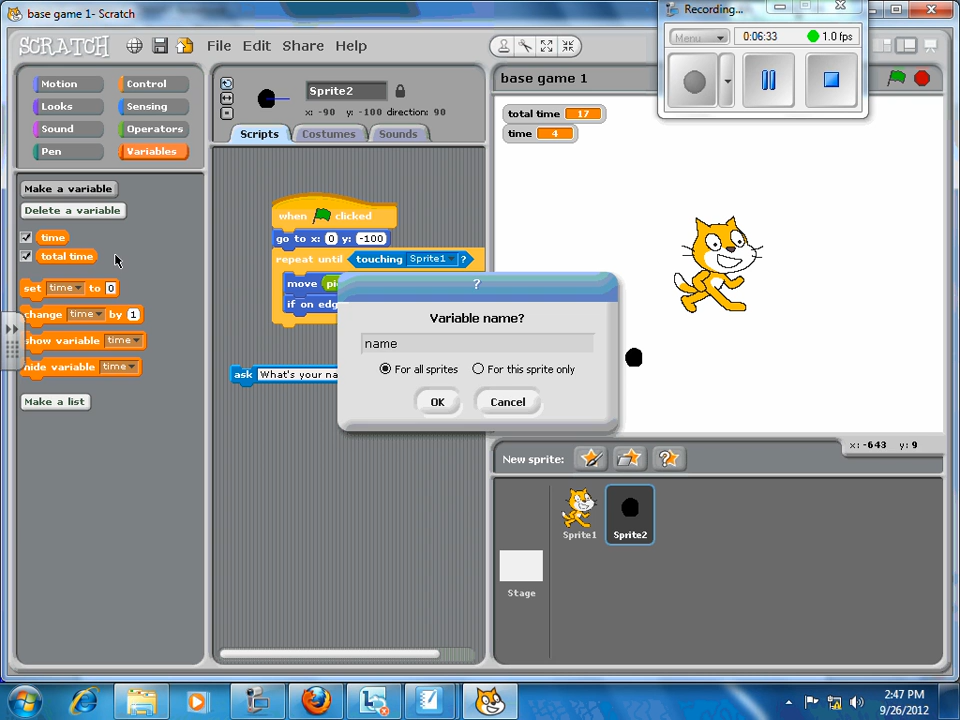 base game 1- Scratch
Recording...
Menu
0:06:33
1.0 fps
SCRATCH
File Edit Share Help
Motion
Control
Looks
Sensing
Sound
Operators
Pen
Variables
Sprite2
x: -90 y: -100 direction: 90
Scripts
Costumes
Sounds
base game 1
total time 17
time 4
Make a variable
Delete a variable
time
total time
set time to 0
change time by 1
show variable time
hide variable time
Make a list
when clicked
go to x: 0 y: -100
repeat until touching Sprite1 ?
move
if on edg
ask What's your na
?
Variable name?
name
For all sprites
For this sprite only
OK
Cancel
x: -643 y: 9
New sprite:
Sprite1
Sprite2
Stage
2:47 PM
9/26/2012